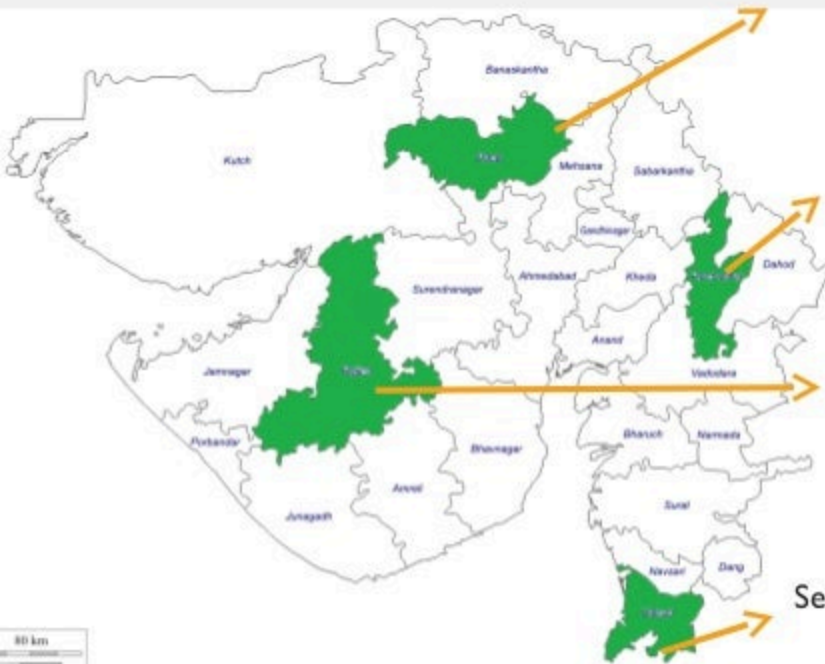 Banaskantha
Kutch
Mehsana
Sabarkantha
Gandhinagar
Dahod
Ahmedabad
Kheda
Surendranagar
Anand
Jamnagar
Vadodara
Porbandar
Bharuch
Narmada
Bhavnagar
Amreli
Junagadh
Surat
Dang
Navsari
Se
80 km